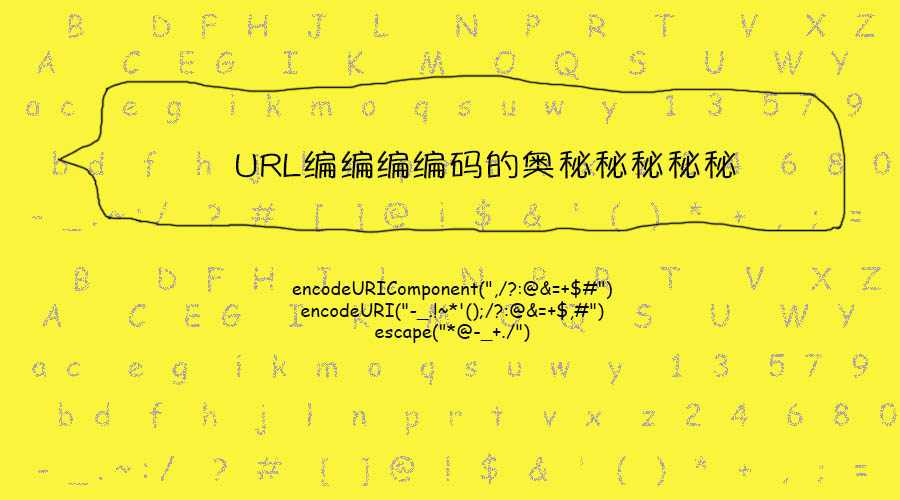 B D F H J L N P R T V X Z
A C E G I K M O Q S U W Y
a c e g i k m o q s u w y 1 3 5 7 9
b d f h 6 8 0
URL编编编编码的奥秘秘秘秘秘
- _ . ~ : / ? # [ ] @ ! $ & ' ( ) * + , ; =
B D F H J L N P R T V X Z
encodeURIComponent(",/?:@&=+$#")
A C E G I K M O Q S U W Y
encodeURI("-_.!~*'();/?:@&=+$,#")
escape("*@-_+./")
a c e g i k m o q s u w y 1 3 5 7 9
b d f h j l n p r t v x z 2 4 6 8 0
- _ . ~ : / ? # [ ] @ ! $ & ' ( ) * + , ; =